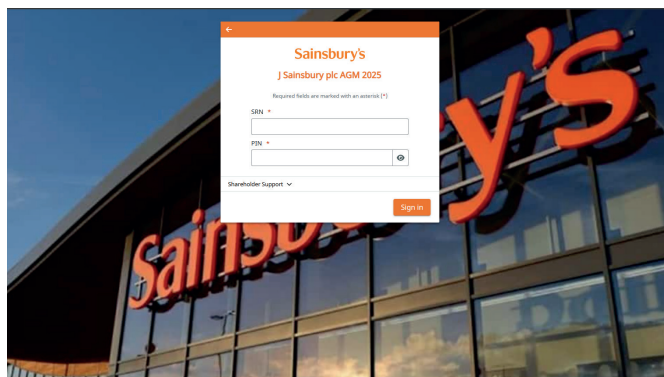 Sainsbury's
J Sainsbury plc AGM 2025
Required fields are marked with an asterisk (*)
SRN *
PIN *
Shareholder Support
Sign in
Sainsbury's